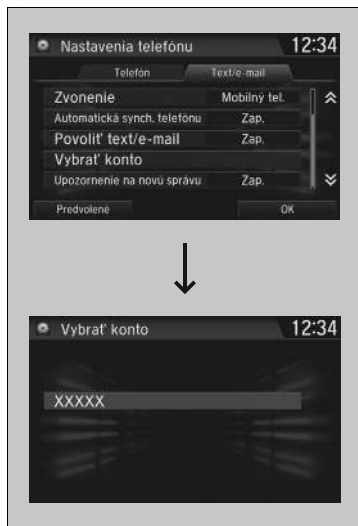 Nastavenia telefónu 12:34
Telefón Text/e-mail
Zvonenie Mobilný tel.
Automatická synch. telefónu Zap.
Povoliť text/e-mail Zap.
Vybrať konto
Upozornenie na novú správu Zap.
Predvolené OK
Vybrať konto 12:34
XXXXX